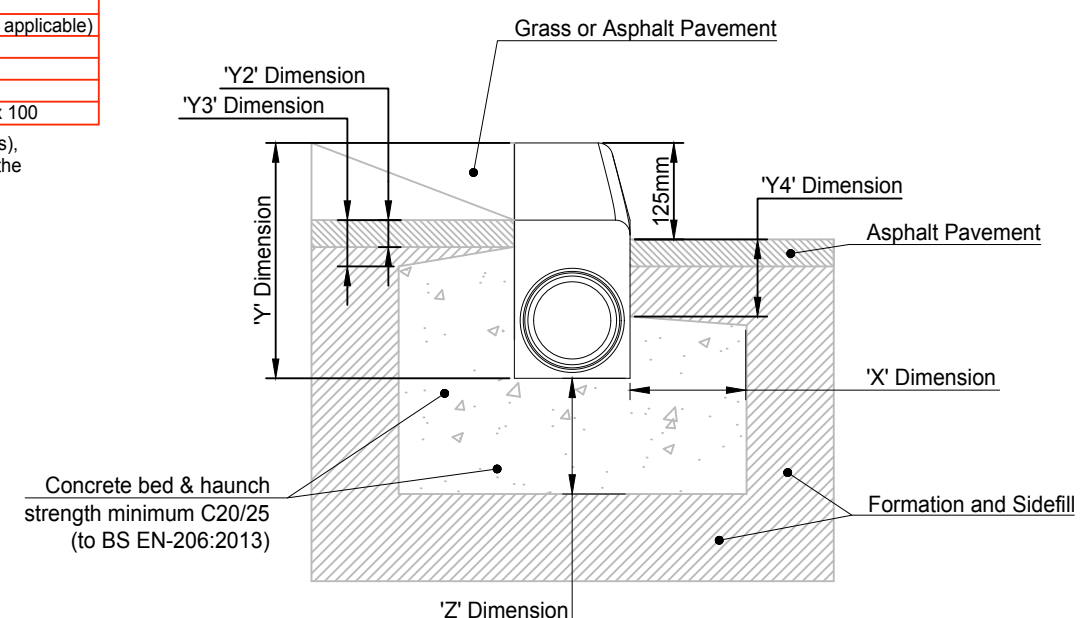 applicable)
x 100
s),
the
Grass or Asphalt Pavement
'Y2' Dimension
'Y3' Dimension
'Y' Dimension
125mm
'Y4' Dimension
Asphalt Pavement
'X' Dimension
Concrete bed & haunch
strength minimum C20/25
(to BS EN-206:2013)
Formation and Sidefill
'Z' Dimension